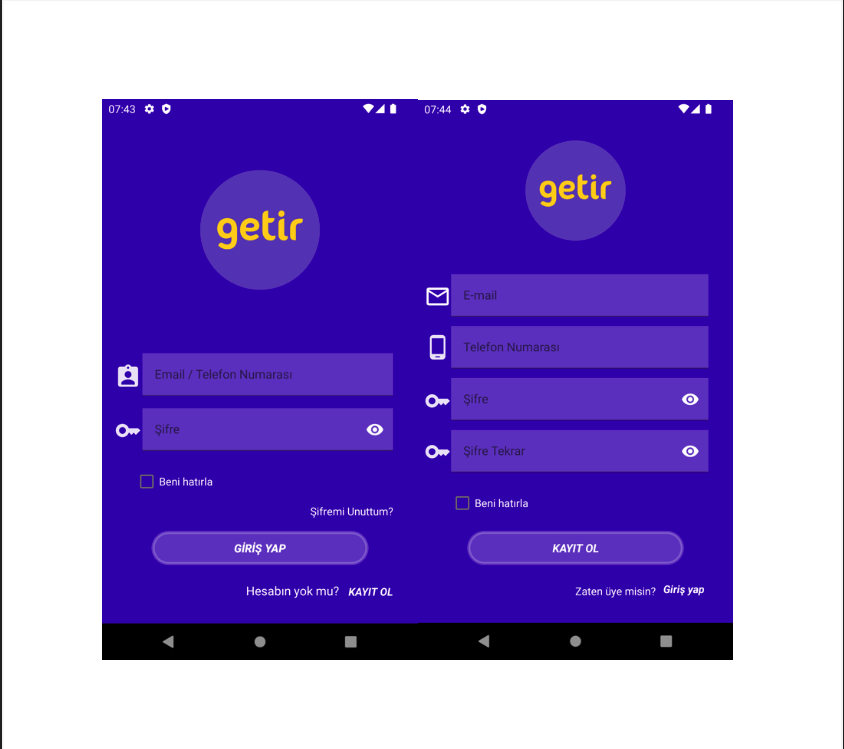 07:43
getir
Email / Telefon Numarası
Şifre
Beni hatırla
Şifremi Unuttum?
GİRİŞ YAP
Hesabın yok mu? KAYIT OL
07:44
getir
E-mail
Telefon Numarası
Şifre
Şifre Tekrar
Beni hatırla
KAYIT OL
Zaten üye misin? Giriş yap